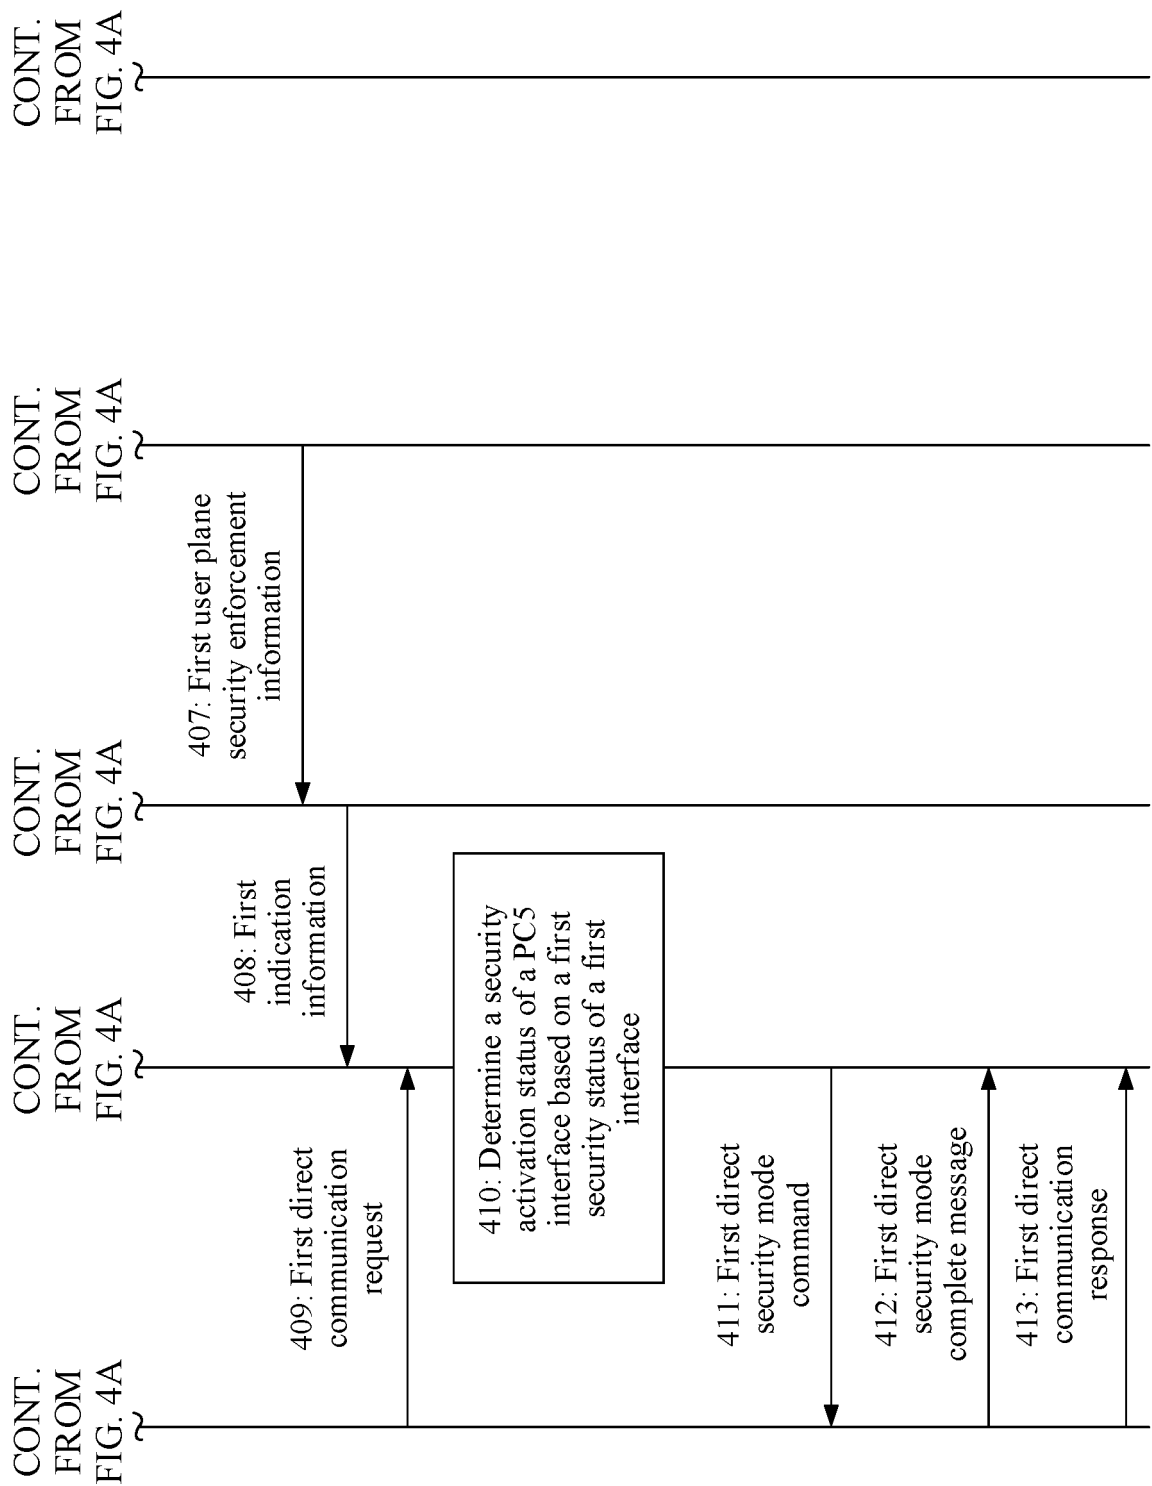 CONT.
FROM
FIG. 4A
CONT.
FROM
FIG. 4A
CONT.
FROM
FIG. 4A
CONT.
FROM
FIG. 4A
CONT.
FROM
FIG. 4A
407: First user plane
security enforcement
information
408: First
indication
information
409: First direct
communication
request
410: Determine a security
activation status of a PC5
interface based on a first
security status of a first
interface
411: First direct
security mode
command
412: First direct
security mode
complete message
413: First direct
communication
response